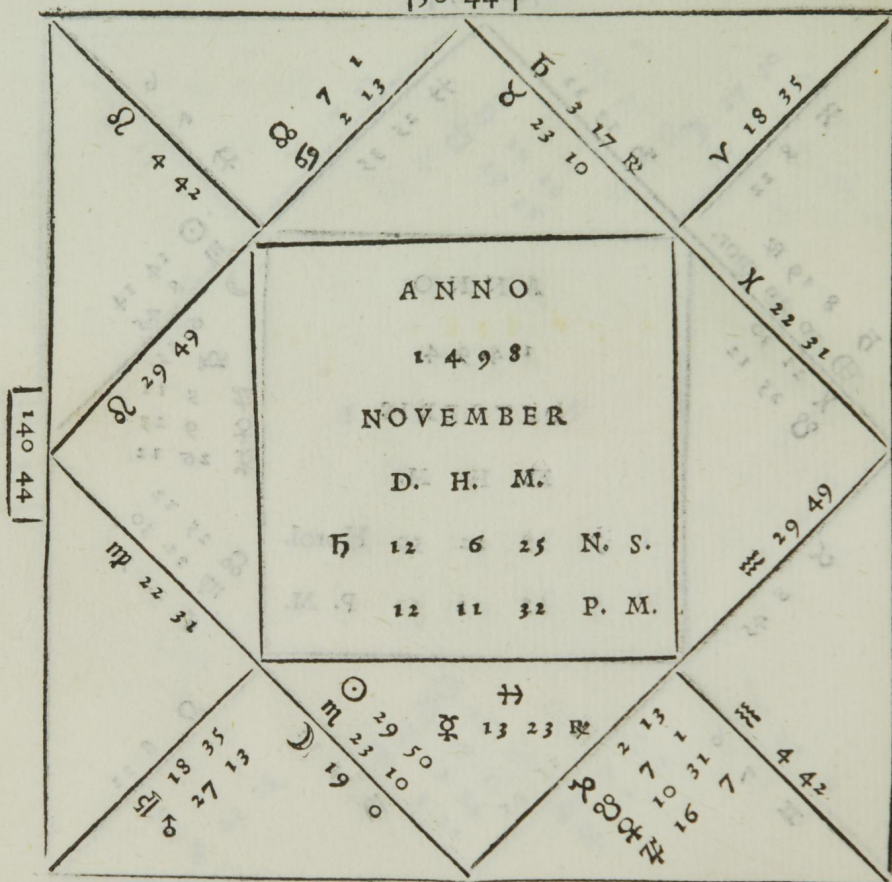 50 44
♄ 3 17 ℞
♉ 23 10
☊ 7 1
♋ 2 13
♌ 4 42
♈ 18 35
♓ 22 31
♌ 29 49
140 44
ANNO
1498
NOVEMBER
D. H. M.
♄ 12 6 25 N. S.
12 11 32 P. M.
♒ 29 49
♍ 22 31
♎ 18 35
♀ 27 13
☉ 29 50
♏ 23 10
☽ 19 0
♐
☿ 13 23 ℞
♑ 2 13
☋ 7 1
♂ 10 31
♃ 16 7
♒ 4 42